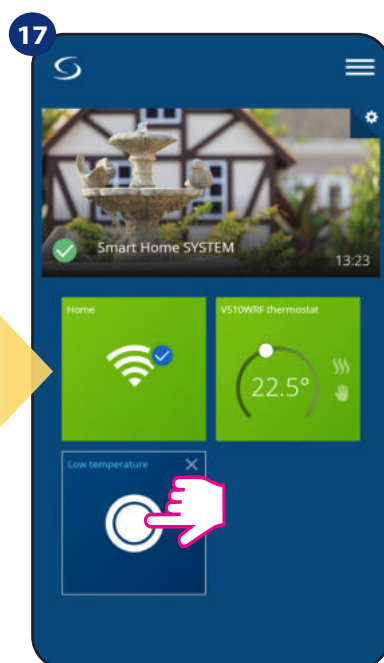 17
Smart Home SYSTEM
13:23
Home
VS10WRF thermostat
22.5°
Low temperature